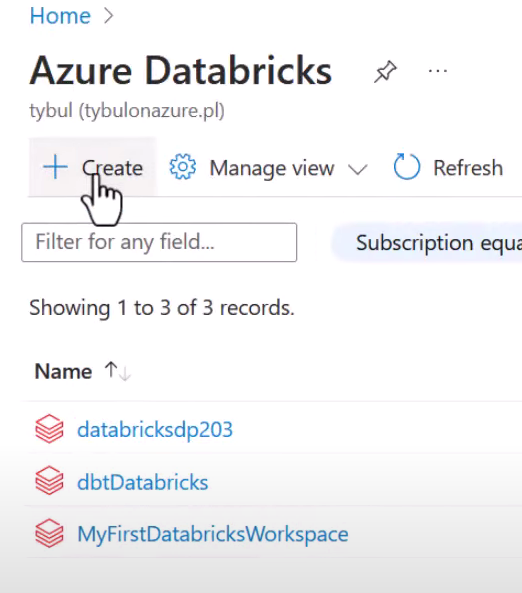 Home
Azure Databricks
tybul (tybulonazure.pl)
Create Manage view Refresh
Filter for any field... Subscription equa
Showing 1 to 3 of 3 records.
Name
databricksdp203
dbtDatabricks
MyFirstDatabricksWorkspace